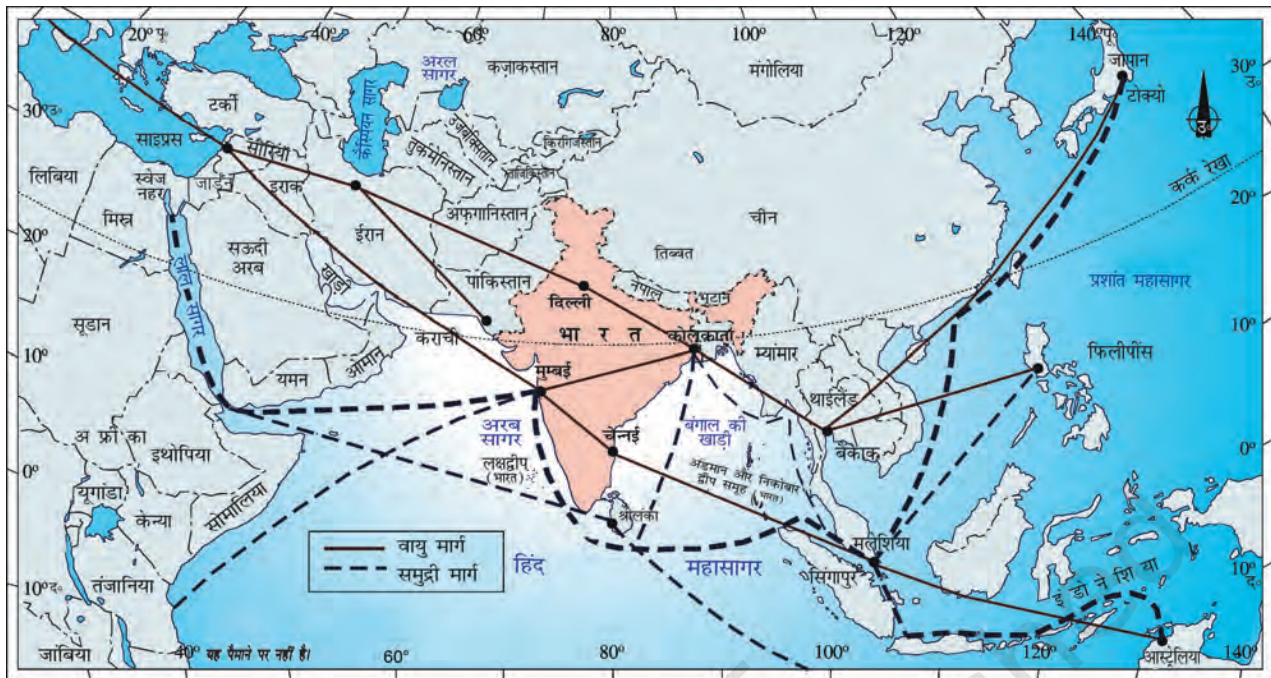 20° पू॰
40°
60°
80°
100°
120°
140° पू॰
30° उ॰
30° उ॰
अरल सागर
कज़ाकस्तान
मंगोलिया
जापान
टोक्यो
उ॰
टर्की
कैस्पियन सागर
उजबेकिस्तान
किरगिजस्तान
साइप्रस
सीरिया
तुर्कमेनिस्तान
ताजिकिस्तान
कर्क रेखा
लिबिया
स्वेज नहर
जार्डन
इराक
अफ़गानिस्तान
चीन
20°
मिस्र
ईरान
तिब्बत
20°
सऊदी अरब
खाड़ी
पाकिस्तान
दिल्ली
नेपाल
भूटान
प्रशांत महासागर
लाल सागर
सूडान
कराची
भारत
कोलकाता
म्यांमार
10°
फिलीपींस
10°
ओमान
यमन
मुम्बई
थाईलैंड
अरब सागर
चेन्नई
बंगाल की खाड़ी
बैंकाक
0°
अफ्रीका
इथोपिया
लक्षद्वीप (भारत)
अंडमान और निकोबार द्वीप समूह (भारत)
0°
यूगांडा
केन्या
सोमालिया
श्रीलंका
मलेशिया
सिंगापुर
वायु मार्ग
समुद्री मार्ग
हिंद
महासागर
इंडोनेशिया
10° द॰
तंजानिया
10° द॰
जांबिया
40°
यह पैमाने पर नहीं है।
60°
80°
100°
120°
आस्ट्रेलिया
140°